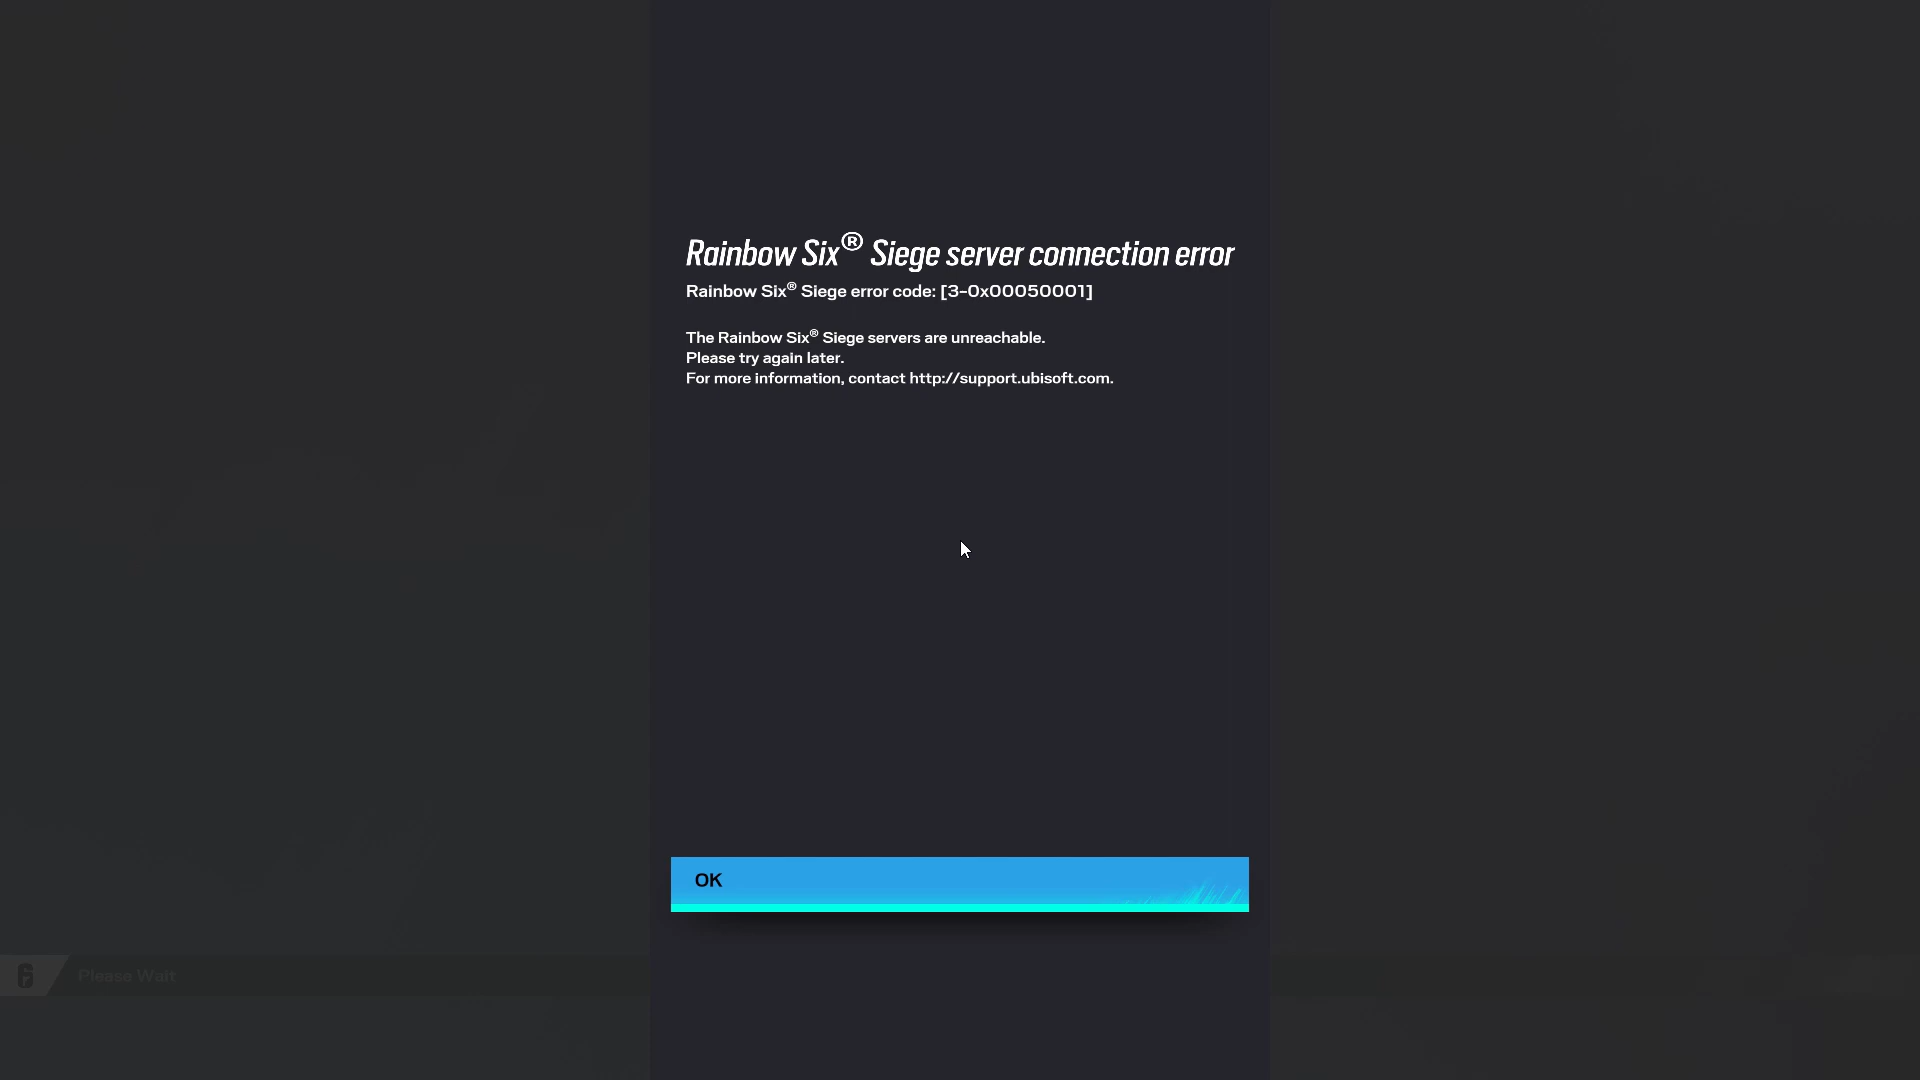 Rainbow Six® Siege server connection error
Rainbow Six® Siege error code: [3-0x00050001]
The Rainbow Six® Siege servers are unreachable.
Please try again later.
For more information, contact http://support.ubisoft.com.
OK
6 Please Wait